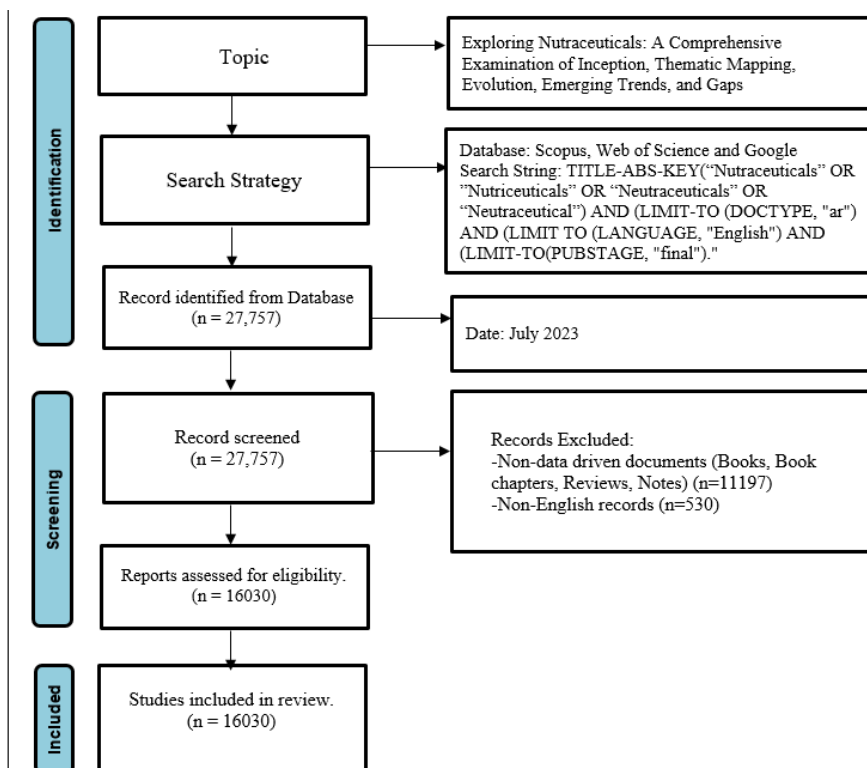 Identification
Topic
Exploring Nutraceuticals: A Comprehensive
Examination of Inception, Thematic Mapping,
Evolution, Emerging Trends, and Gaps
Search Strategy
Database: Scopus, Web of Science and Google
Search String: TITLE-ABS-KEY(“Nutraceuticals” OR
”Nutriceuticals” OR “Neutraceuticals” OR
“Neutraceutical”) AND (LIMIT-TO (DOCTYPE, "ar")
AND (LIMIT TO (LANGUAGE, "English") AND
(LIMIT-TO(PUBSTAGE, "final")."
Record identified from Database
(n = 27,757)
Date: July 2023
Screening
Record screened
(n = 27,757)
Records Excluded:
-Non-data driven documents (Books, Book
chapters, Reviews, Notes) (n=11197)
-Non-English records (n=530)
Reports assessed for eligibility.
(n = 16030)
Included
Studies included in review.
(n = 16030)